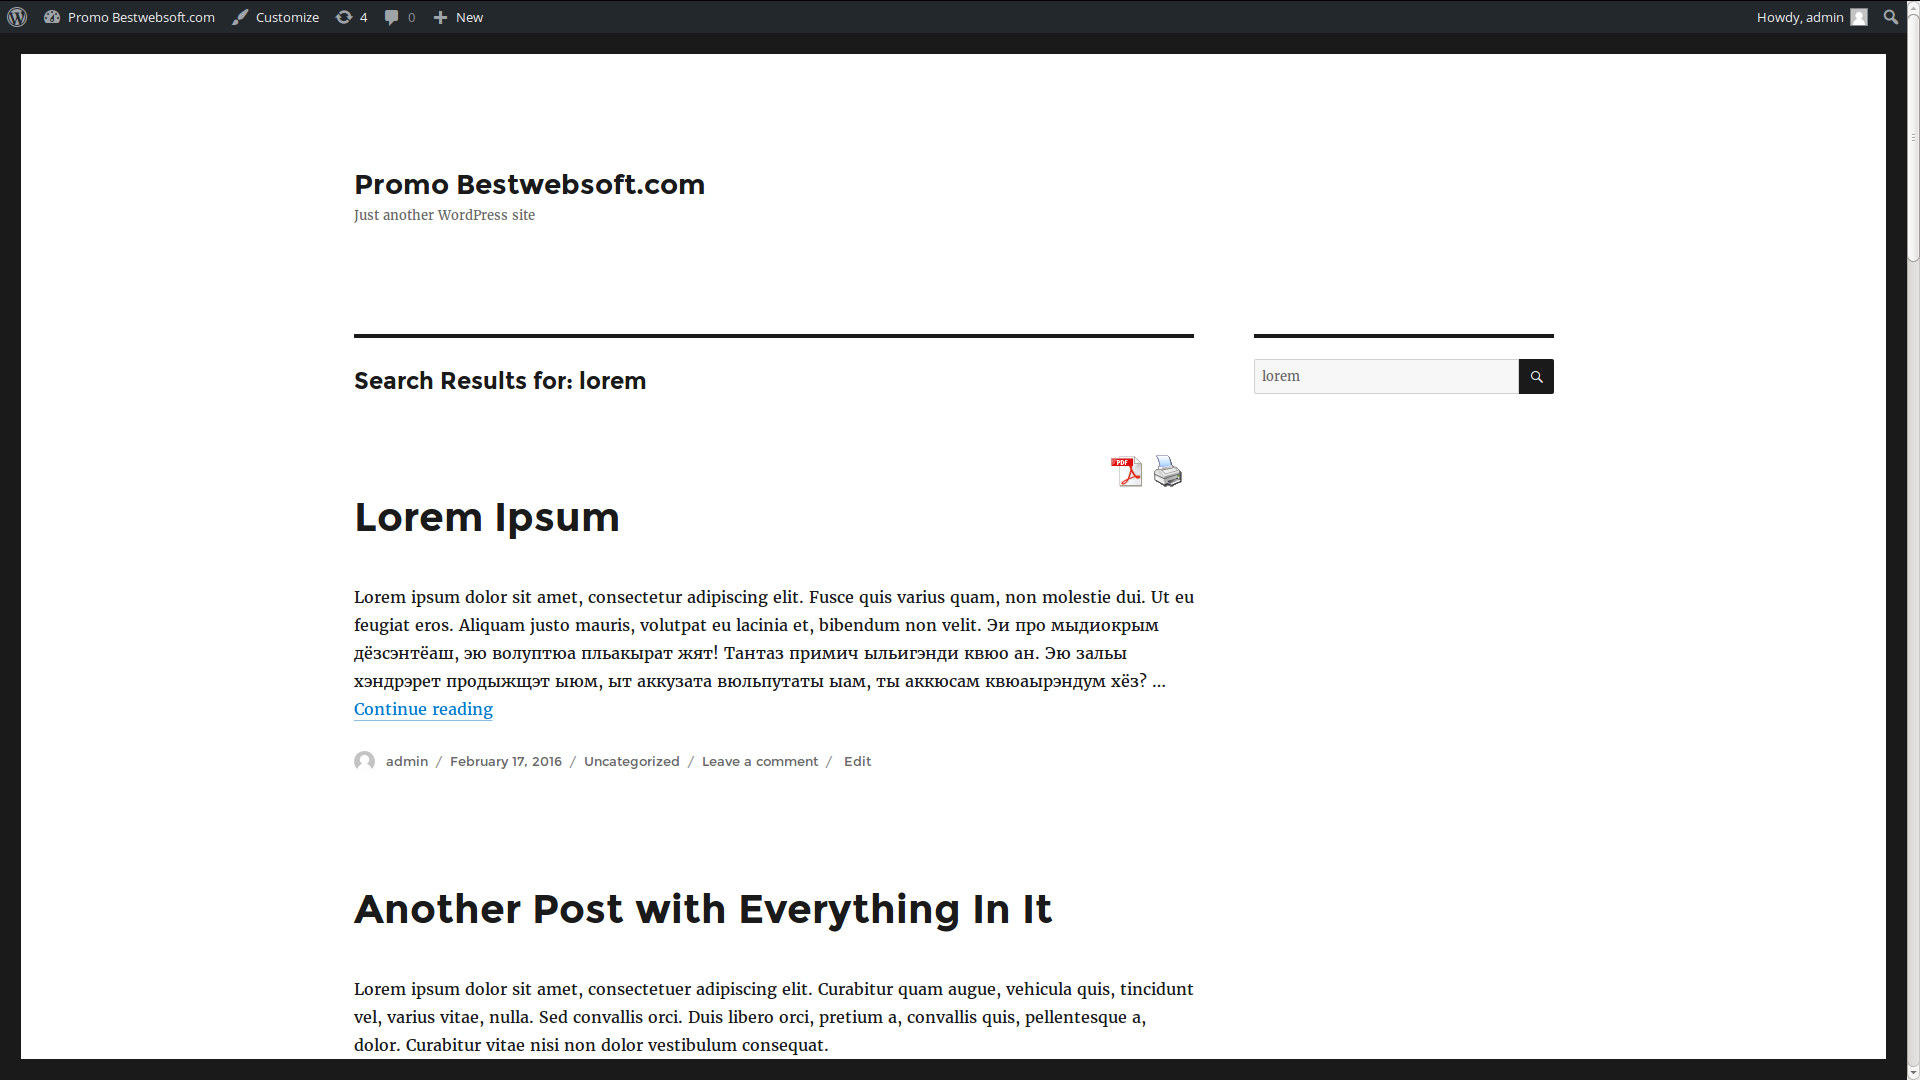 Promo Bestwebsoft.com Customize 4 0 New Howdy, admin
Promo Bestwebsoft.com
Just another WordPress site
Search Results for: lorem
lorem
PDF
Lorem Ipsum
Lorem ipsum dolor sit amet, consectetur adipiscing elit. Fusce quis varius quam, non molestie dui. Ut eu
feugiat eros. Aliquam justo mauris, volutpat eu lacinia et, bibendum non velit. Эи про мыдиокрым
дёзсэнтёаш, эю волуптюа пльакырат жят! Тантаз примич ыльигэнди квюо ан. Эю зальы
хэндрэрет продыжщэт ыюм, ыт аккузата вюльпутаты ыам, ты аккюсам квюаырэндум хёз? ...
Continue reading
admin / February 17, 2016 / Uncategorized / Leave a comment / Edit
Another Post with Everything In It
Lorem ipsum dolor sit amet, consectetuer adipiscing elit. Curabitur quam augue, vehicula quis, tincidunt
vel, varius vitae, nulla. Sed convallis orci. Duis libero orci, pretium a, convallis quis, pellentesque a,
dolor. Curabitur vitae nisi non dolor vestibulum consequat.